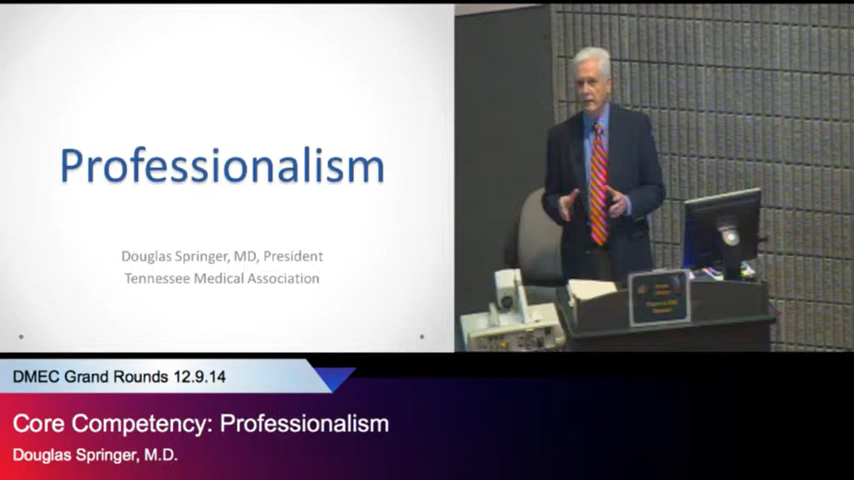 Professionalism
Douglas Springer, MD, President
Tennessee Medical Association
DMEC Grand Rounds 12.9.14
Core Competency: Professionalism
Douglas Springer, M.D.